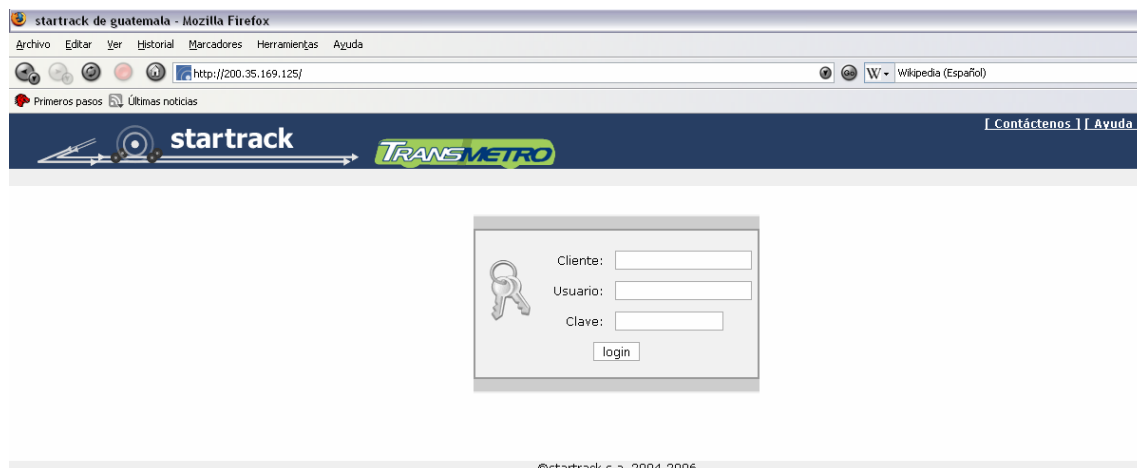 startrack de guatemala - Mozilla Firefox
Archivo Editar Ver Historial Marcadores Herramientas Ayuda
http://200.35.169.125/ W Wikipedia (Español)
Primeros pasos Últimas noticias
[ Contáctenos ] [ Ayuda
startrack TRANSMETRO
Cliente:
Usuario:
Clave:
login
©startrack s.a. 2004-2006